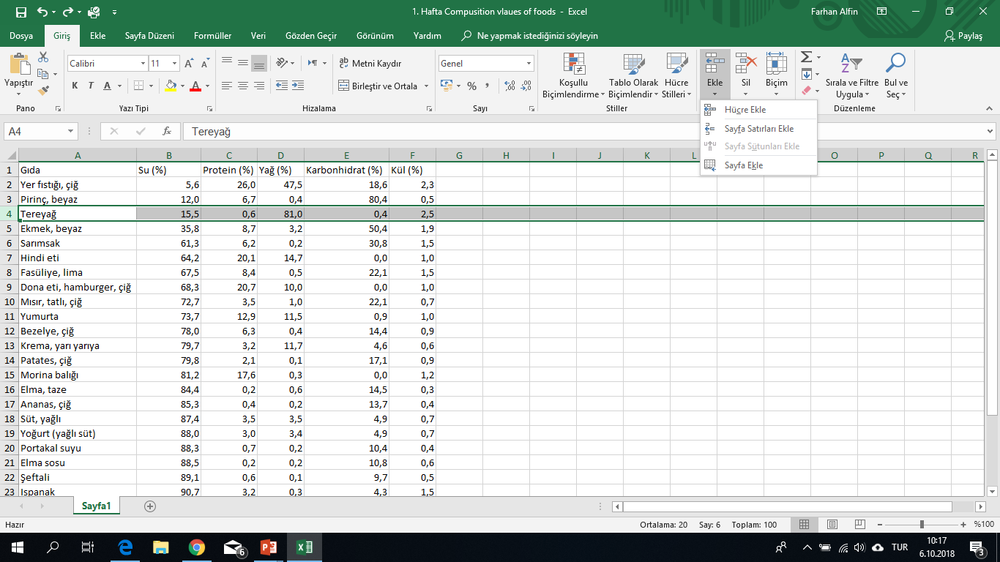 1. Hafta Compusition vlaues of foods - Excel
Farhan Alfin
Dosya Giriş Ekle Sayfa Düzeni Formüller Veri Gözden Geçir Görünüm Yardım Ne yapmak istediğinizi söyleyin Paylaş
Yapıştır
Pano
Calibri 11
K T A
Yazı Tipi
Metni Kaydır
Birleştir ve Ortala
Hizalama
Genel
%
Sayı
Koşullu Biçimlendirme
Tablo Olarak Biçimlendir
Hücre Stilleri
Stiller
Ekle Sil Biçim
Sırala ve Filtre Uygula
Bul ve Seç
Düzenleme
Hücre Ekle
Sayfa Satırları Ekle
Sayfa Sütunları Ekle
Sayfa Ekle
A4 fx Tereyağ
A B C D E F G H I J K L O P Q R
1 Gıda Su (%) Protein (%) Yağ (%) Karbonhidrat (%) Kül (%)
2 Yer fıstığı, çiğ 5,6 26,0 47,5 18,6 2,3
3 Pirinç, beyaz 12,0 6,7 0,4 80,4 0,5
4 Tereyağ 15,5 0,6 81,0 0,4 2,5
5 Ekmek, beyaz 35,8 8,7 3,2 50,4 1,9
6 Sarımsak 61,3 6,2 0,2 30,8 1,5
7 Hindi eti 64,2 20,1 14,7 0,0 1,0
8 Fasüliye, lima 67,5 8,4 0,5 22,1 1,5
9 Dona eti, hamburger, çiğ 68,3 20,7 10,0 0,0 1,0
10 Mısır, tatlı, çiğ 72,7 3,5 1,0 22,1 0,7
11 Yumurta 73,7 12,9 11,5 0,9 1,0
12 Bezelye, çiğ 78,0 6,3 0,4 14,4 0,9
13 Krema, yarı yarıya 79,7 3,2 11,7 4,6 0,6
14 Patates, çiğ 79,8 2,1 0,1 17,1 0,9
15 Morina balığı 81,2 17,6 0,3 0,0 1,2
16 Elma, taze 84,4 0,2 0,6 14,5 0,3
17 Ananas, çiğ 85,3 0,4 0,2 13,7 0,4
18 Süt, yağlı 87,4 3,5 3,5 4,9 0,7
19 Yoğurt (yağlı süt) 88,0 3,0 3,4 4,9 0,7
20 Portakal suyu 88,3 0,7 0,2 10,4 0,4
21 Elma sosu 88,5 0,2 0,2 10,8 0,6
22 Şeftali 89,1 0,6 0,1 9,7 0,5
23 Ispanak 90,7 3,2 0,3 4,3 1,5
Sayfa1
Hazır Ortalama: 20 Say: 6 Toplam: 100 %100
6 TUR 10:17
6.10.2018 3